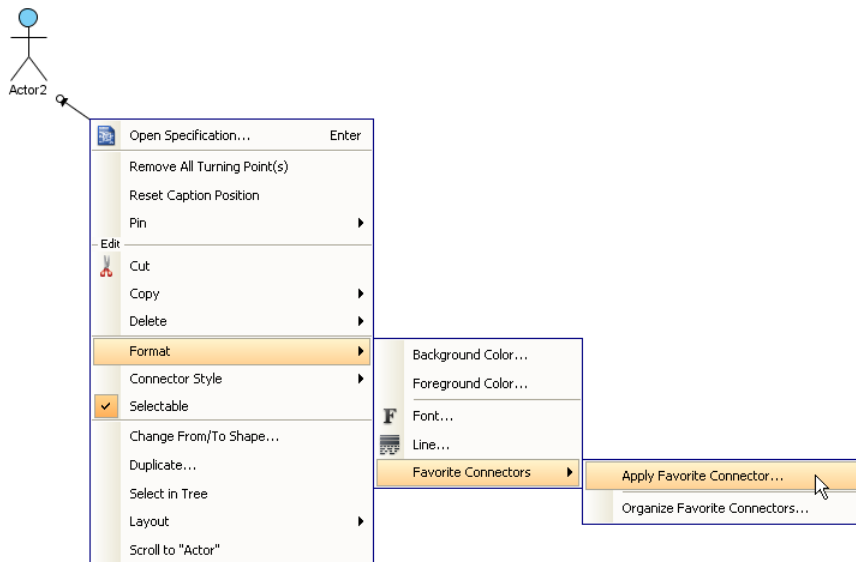 Actor2
Open Specification... Enter
Remove All Turning Point(s)
Reset Caption Position
Pin
Edit
Cut
Copy
Delete
Format
Connector Style
Selectable
Change From/To Shape...
Duplicate...
Select in Tree
Layout
Scroll to "Actor"
Background Color...
Foreground Color...
F Font...
Line...
Favorite Connectors
Apply Favorite Connector...
Organize Favorite Connectors...